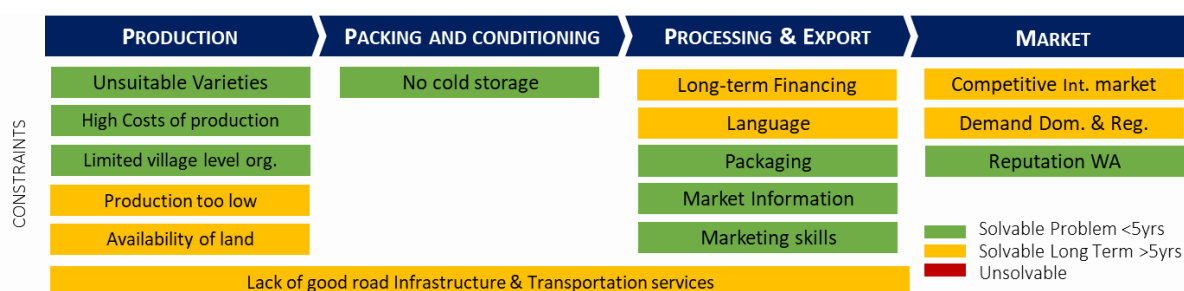 PRODUCTION
PACKING AND CONDITIONING
PROCESSING & EXPORT
MARKET
CONSTRAINTS
Unsuitable Varieties
High Costs of production
Limited village level org.
Production too low
Availability of land
No cold storage
Long-term Financing
Language
Packaging
Market Information
Marketing skills
Competitive Int. market
Demand Dom. & Reg.
Reputation WA
Lack of good road Infrastructure & Transportation services
Solvable Problem <5yrs
Solvable Long Term >5yrs
Unsolvable